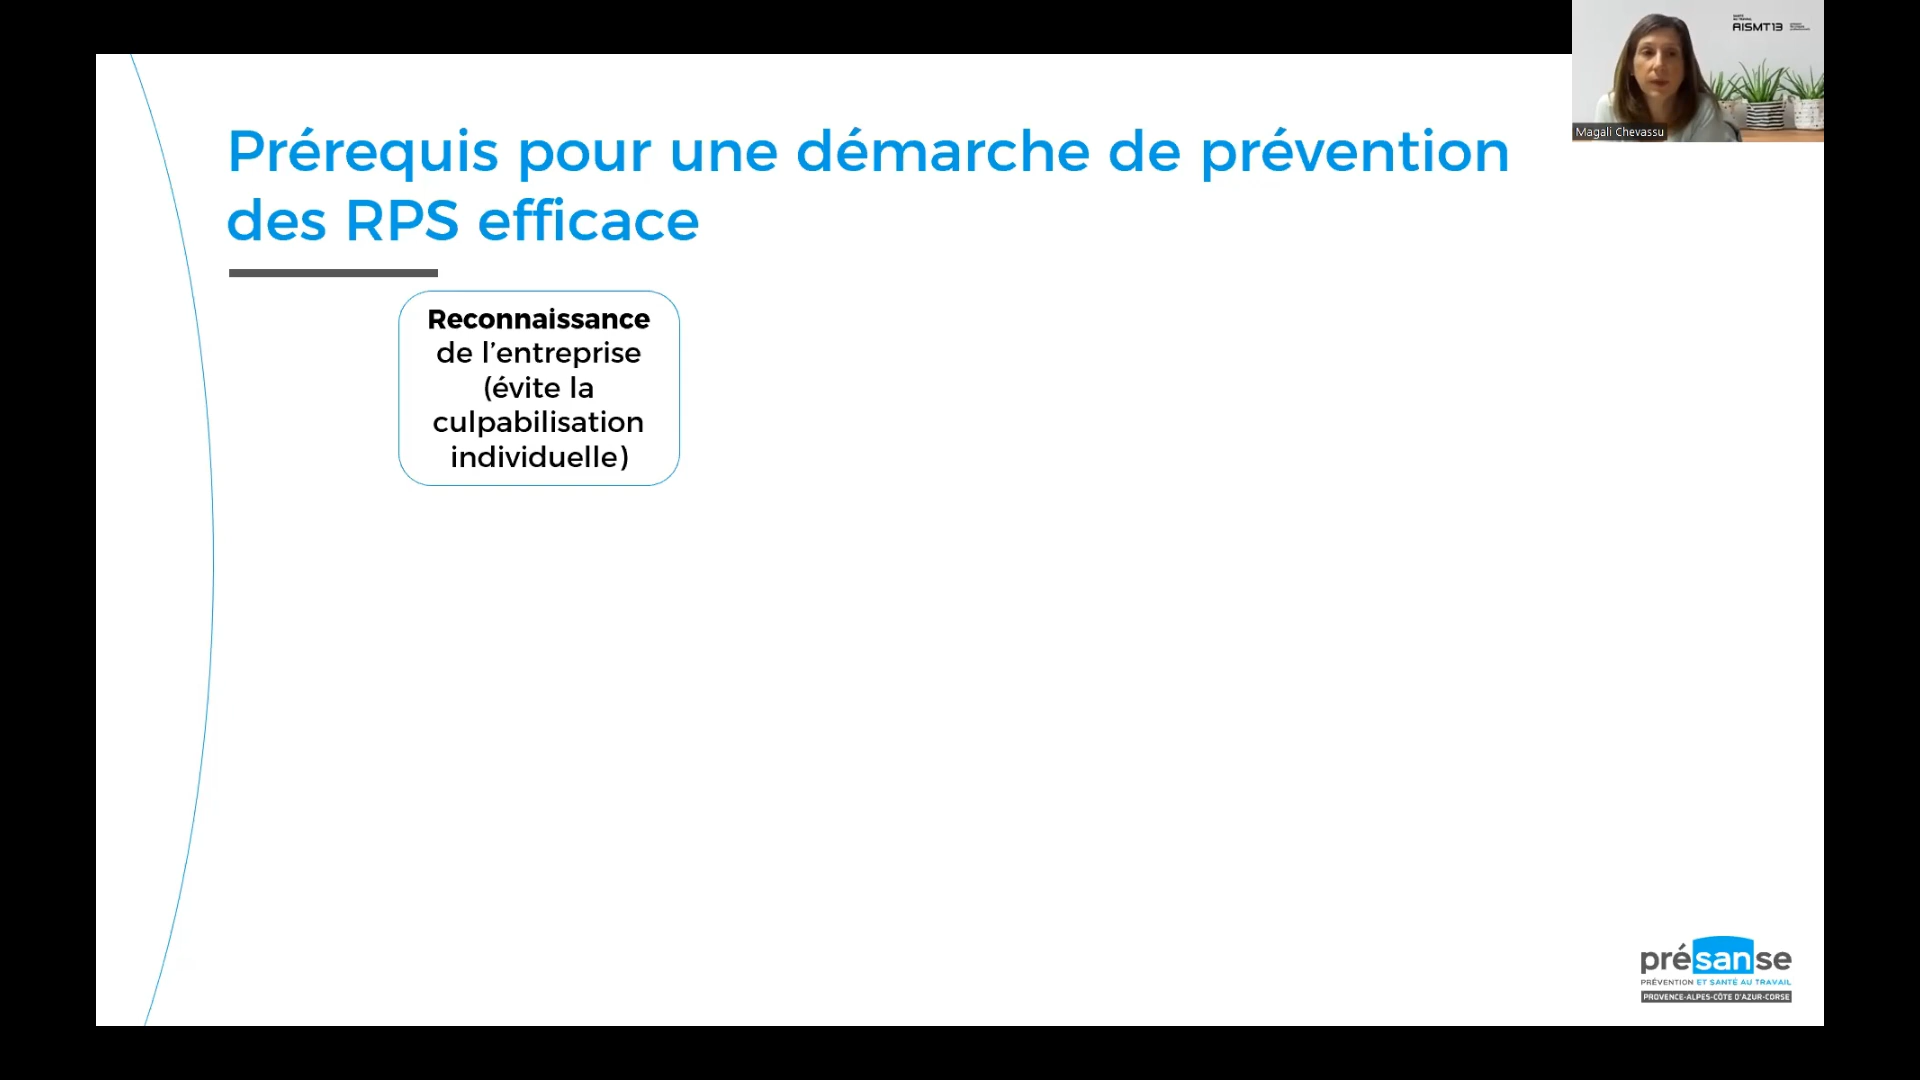 Prérequis pour une démarche de prévention
des RPS efficace
Reconnaissance
de l’entreprise
(évite la
culpabilisation
individuelle)
AISMT13
Magali Chevassu
présanse
PRÉVENTION ET SANTÉ AU TRAVAIL
PROVENCE-ALPES-CÔTE D'AZUR-CORSE